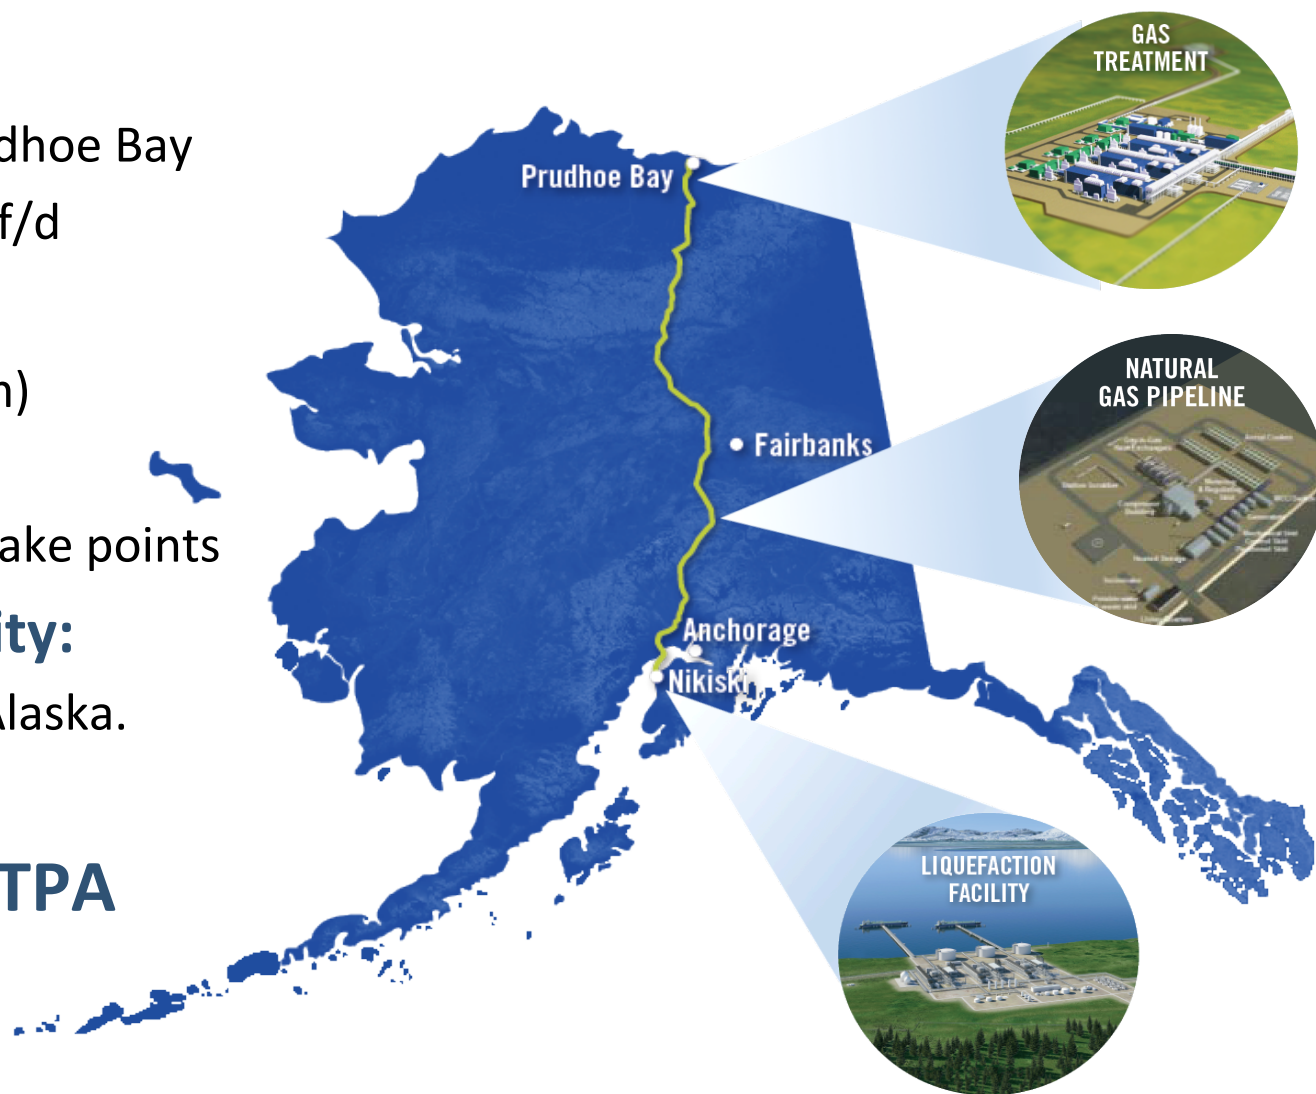 dhoe Bay
f/d
n)
ake points
ity:
Alaska.
TPA
GAS
TREATMENT
Prudhoe Bay
NATURAL
GAS PIPELINE
Fairbanks
Anchorage
Nikiski
LIQUEFACTION
FACILITY